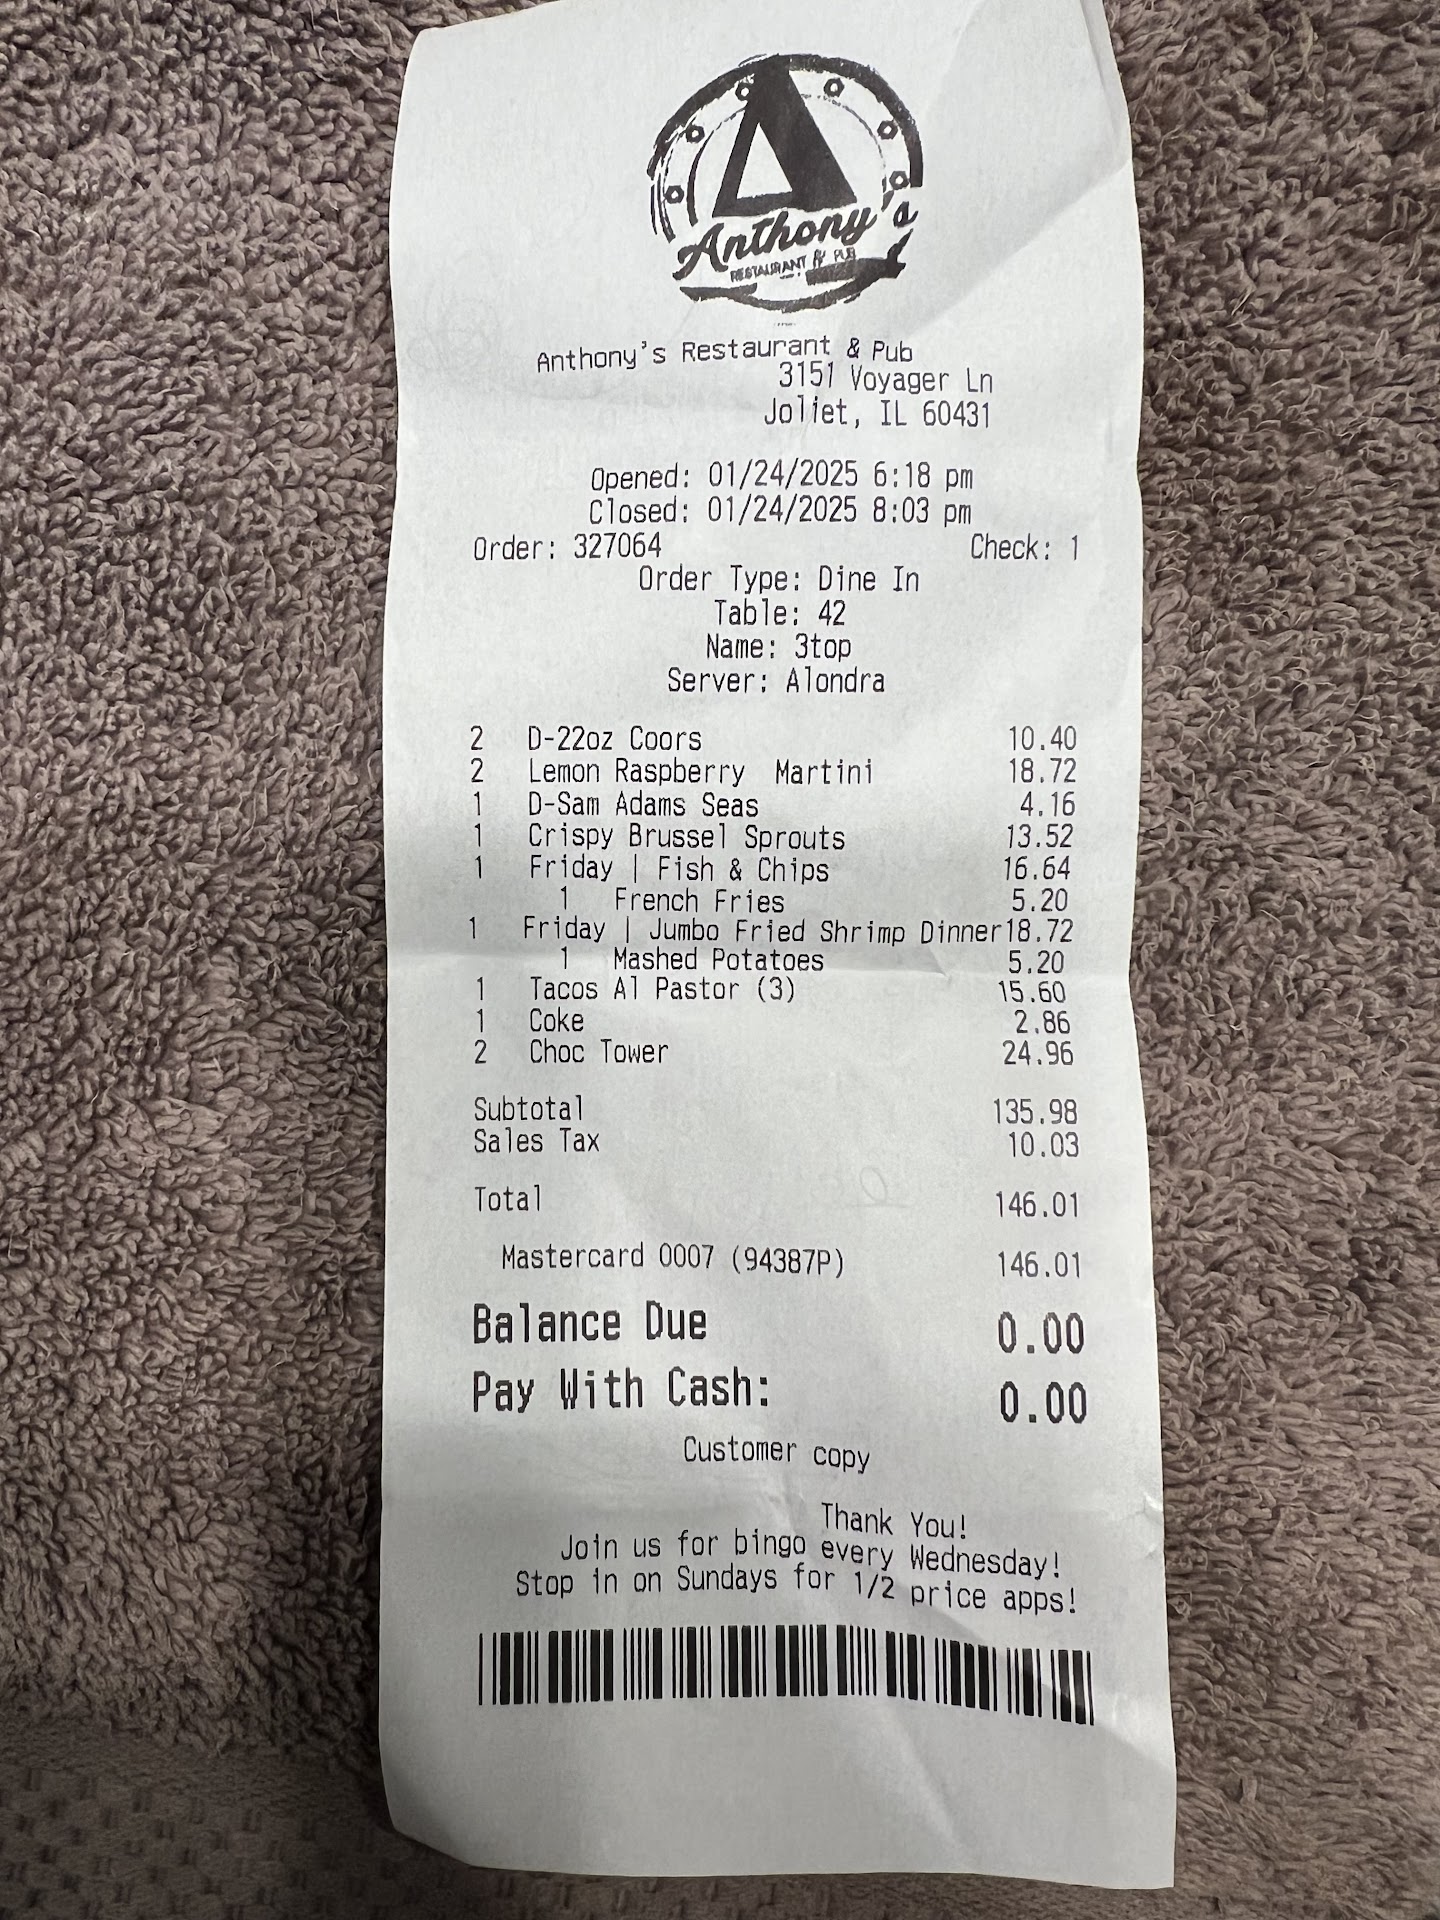 Anthony's
RESTAURANT & PUB
Anthony's Restaurant & Pub
3151 Voyager Ln
Joliet, IL 60431
Opened: 01/24/2025 6:18 pm
Closed: 01/24/2025 8:03 pm
Order: 327064 Check: 1
Order Type: Dine In
Table: 42
Name: 3top
Server: Alondra
2 D-22oz Coors 10.40
2 Lemon Raspberry Martini 18.72
1 D-Sam Adams Seas 4.16
1 Crispy Brussel Sprouts 13.52
1 Friday | Fish & Chips 16.64
1 French Fries 5.20
1 Friday | Jumbo Fried Shrimp Dinner18.72
1 Mashed Potatoes 5.20
1 Tacos Al Pastor (3) 15.60
1 Coke 2.86
2 Choc Tower 24.96
Subtotal 135.98
Sales Tax 10.03
Total 146.01
Mastercard 0007 (94387P) 146.01
Balance Due 0.00
Pay With Cash: 0.00
Customer copy
Thank You!
Join us for bingo every Wednesday!
Stop in on Sundays for 1/2 price apps!